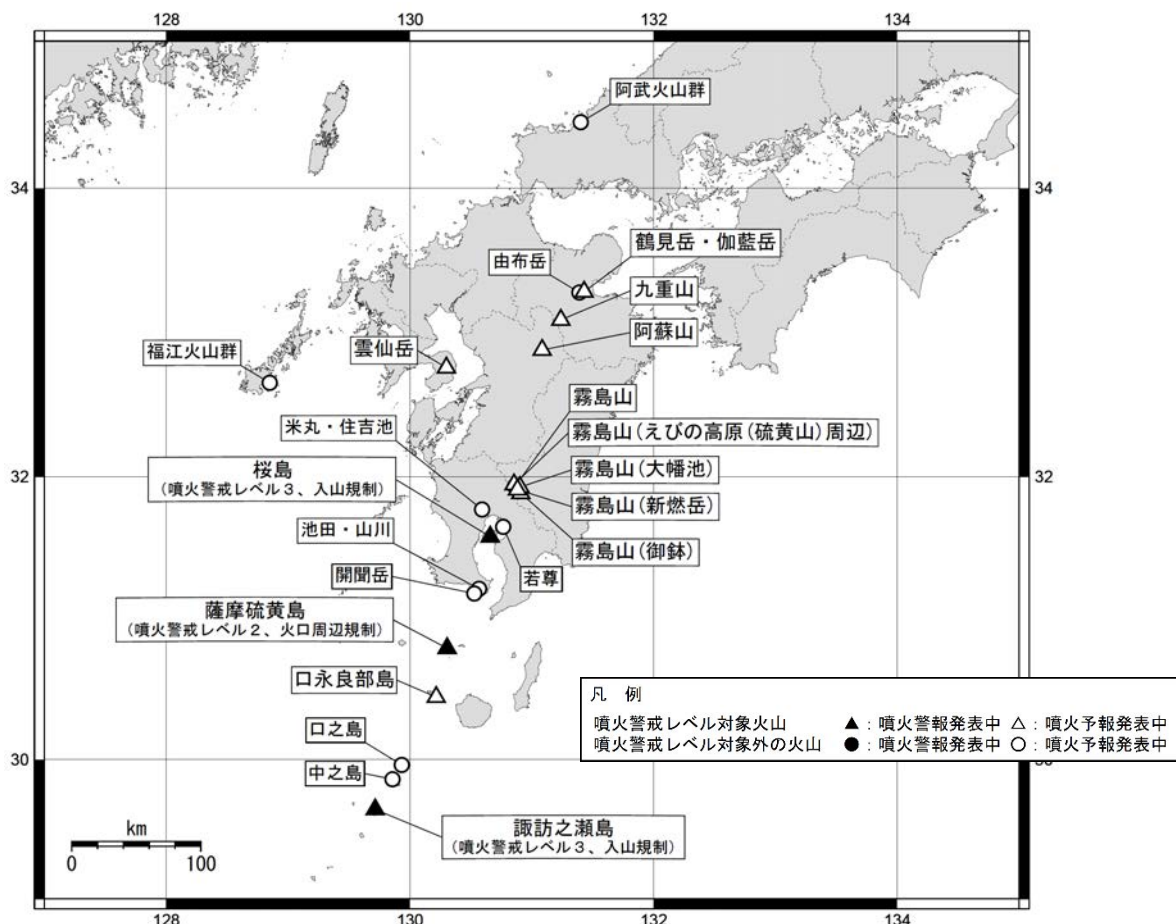 128
130
132
134
阿武火山群
34
34
鶴見岳・伽藍岳
由布岳
九重山
阿蘇山
雲仙岳
福江火山群
霧島山
米丸・住吉池
霧島山(えびの高原(硫黄山)周辺)
桜島
(噴火警戒レベル3、入山規制)
霧島山(大幡池)
32
32
霧島山(新燃岳)
池田・山川
霧島山(御鉢)
若尊
開聞岳
薩摩硫黄島
(噴火警戒レベル2、火口周辺規制)
口永良部島
凡 例
噴火警戒レベル対象火山 ▲:噴火警報発表中 △:噴火予報発表中
噴火警戒レベル対象外の火山 ●:噴火警報発表中 ○:噴火予報発表中
口之島
30
中之島
諏訪之瀬島
(噴火警戒レベル3、入山規制)
km
0 100
128
130
132
134